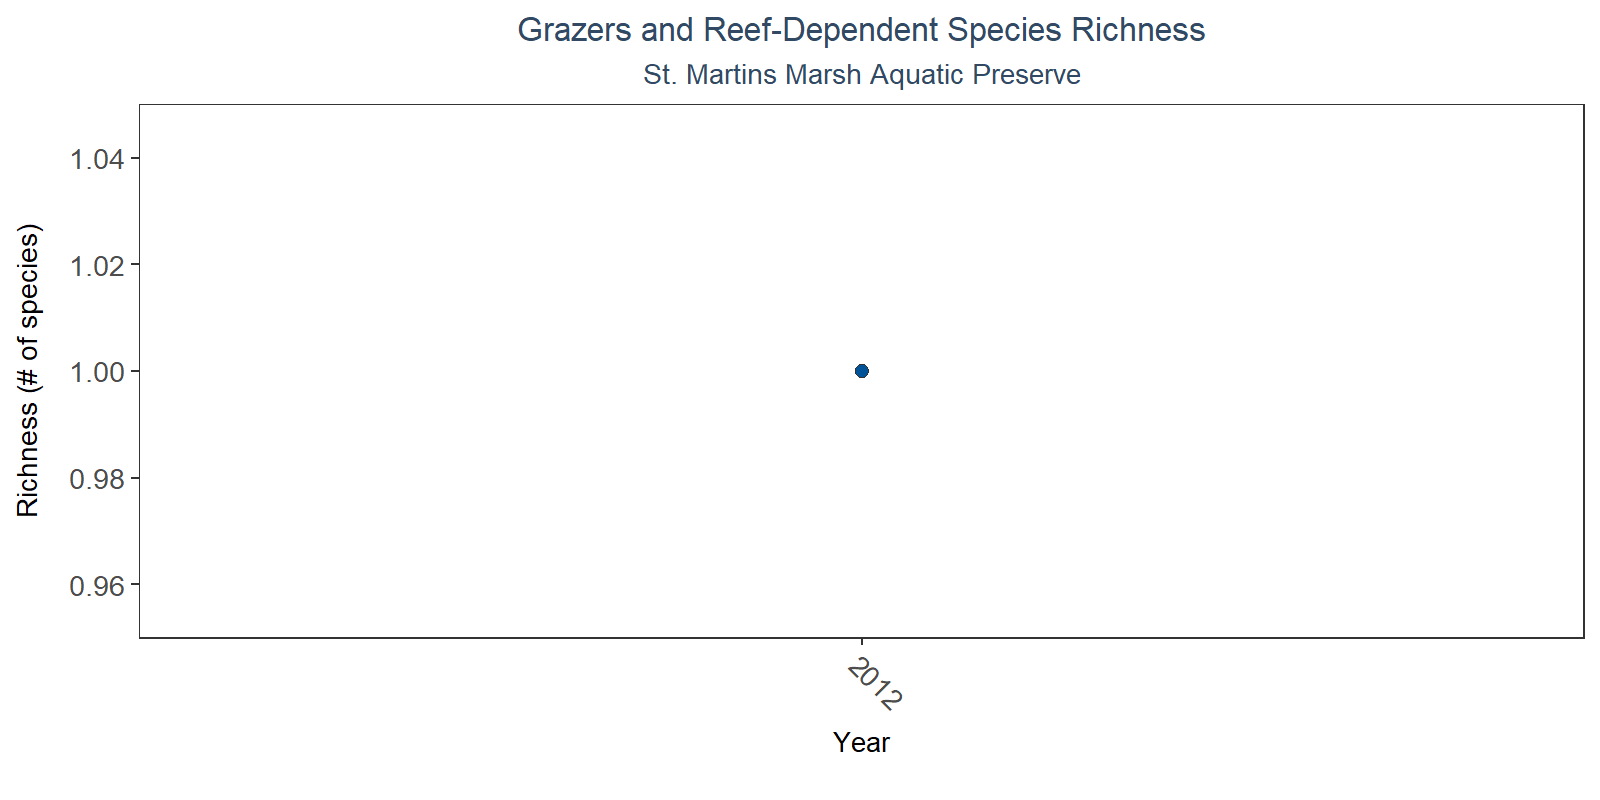 Grazers and Reef-Dependent Species Richness
St. Martins Marsh Aquatic Preserve
Richness (# of species)
1.04
1.02
1.00
0.98
0.96
2012
Year